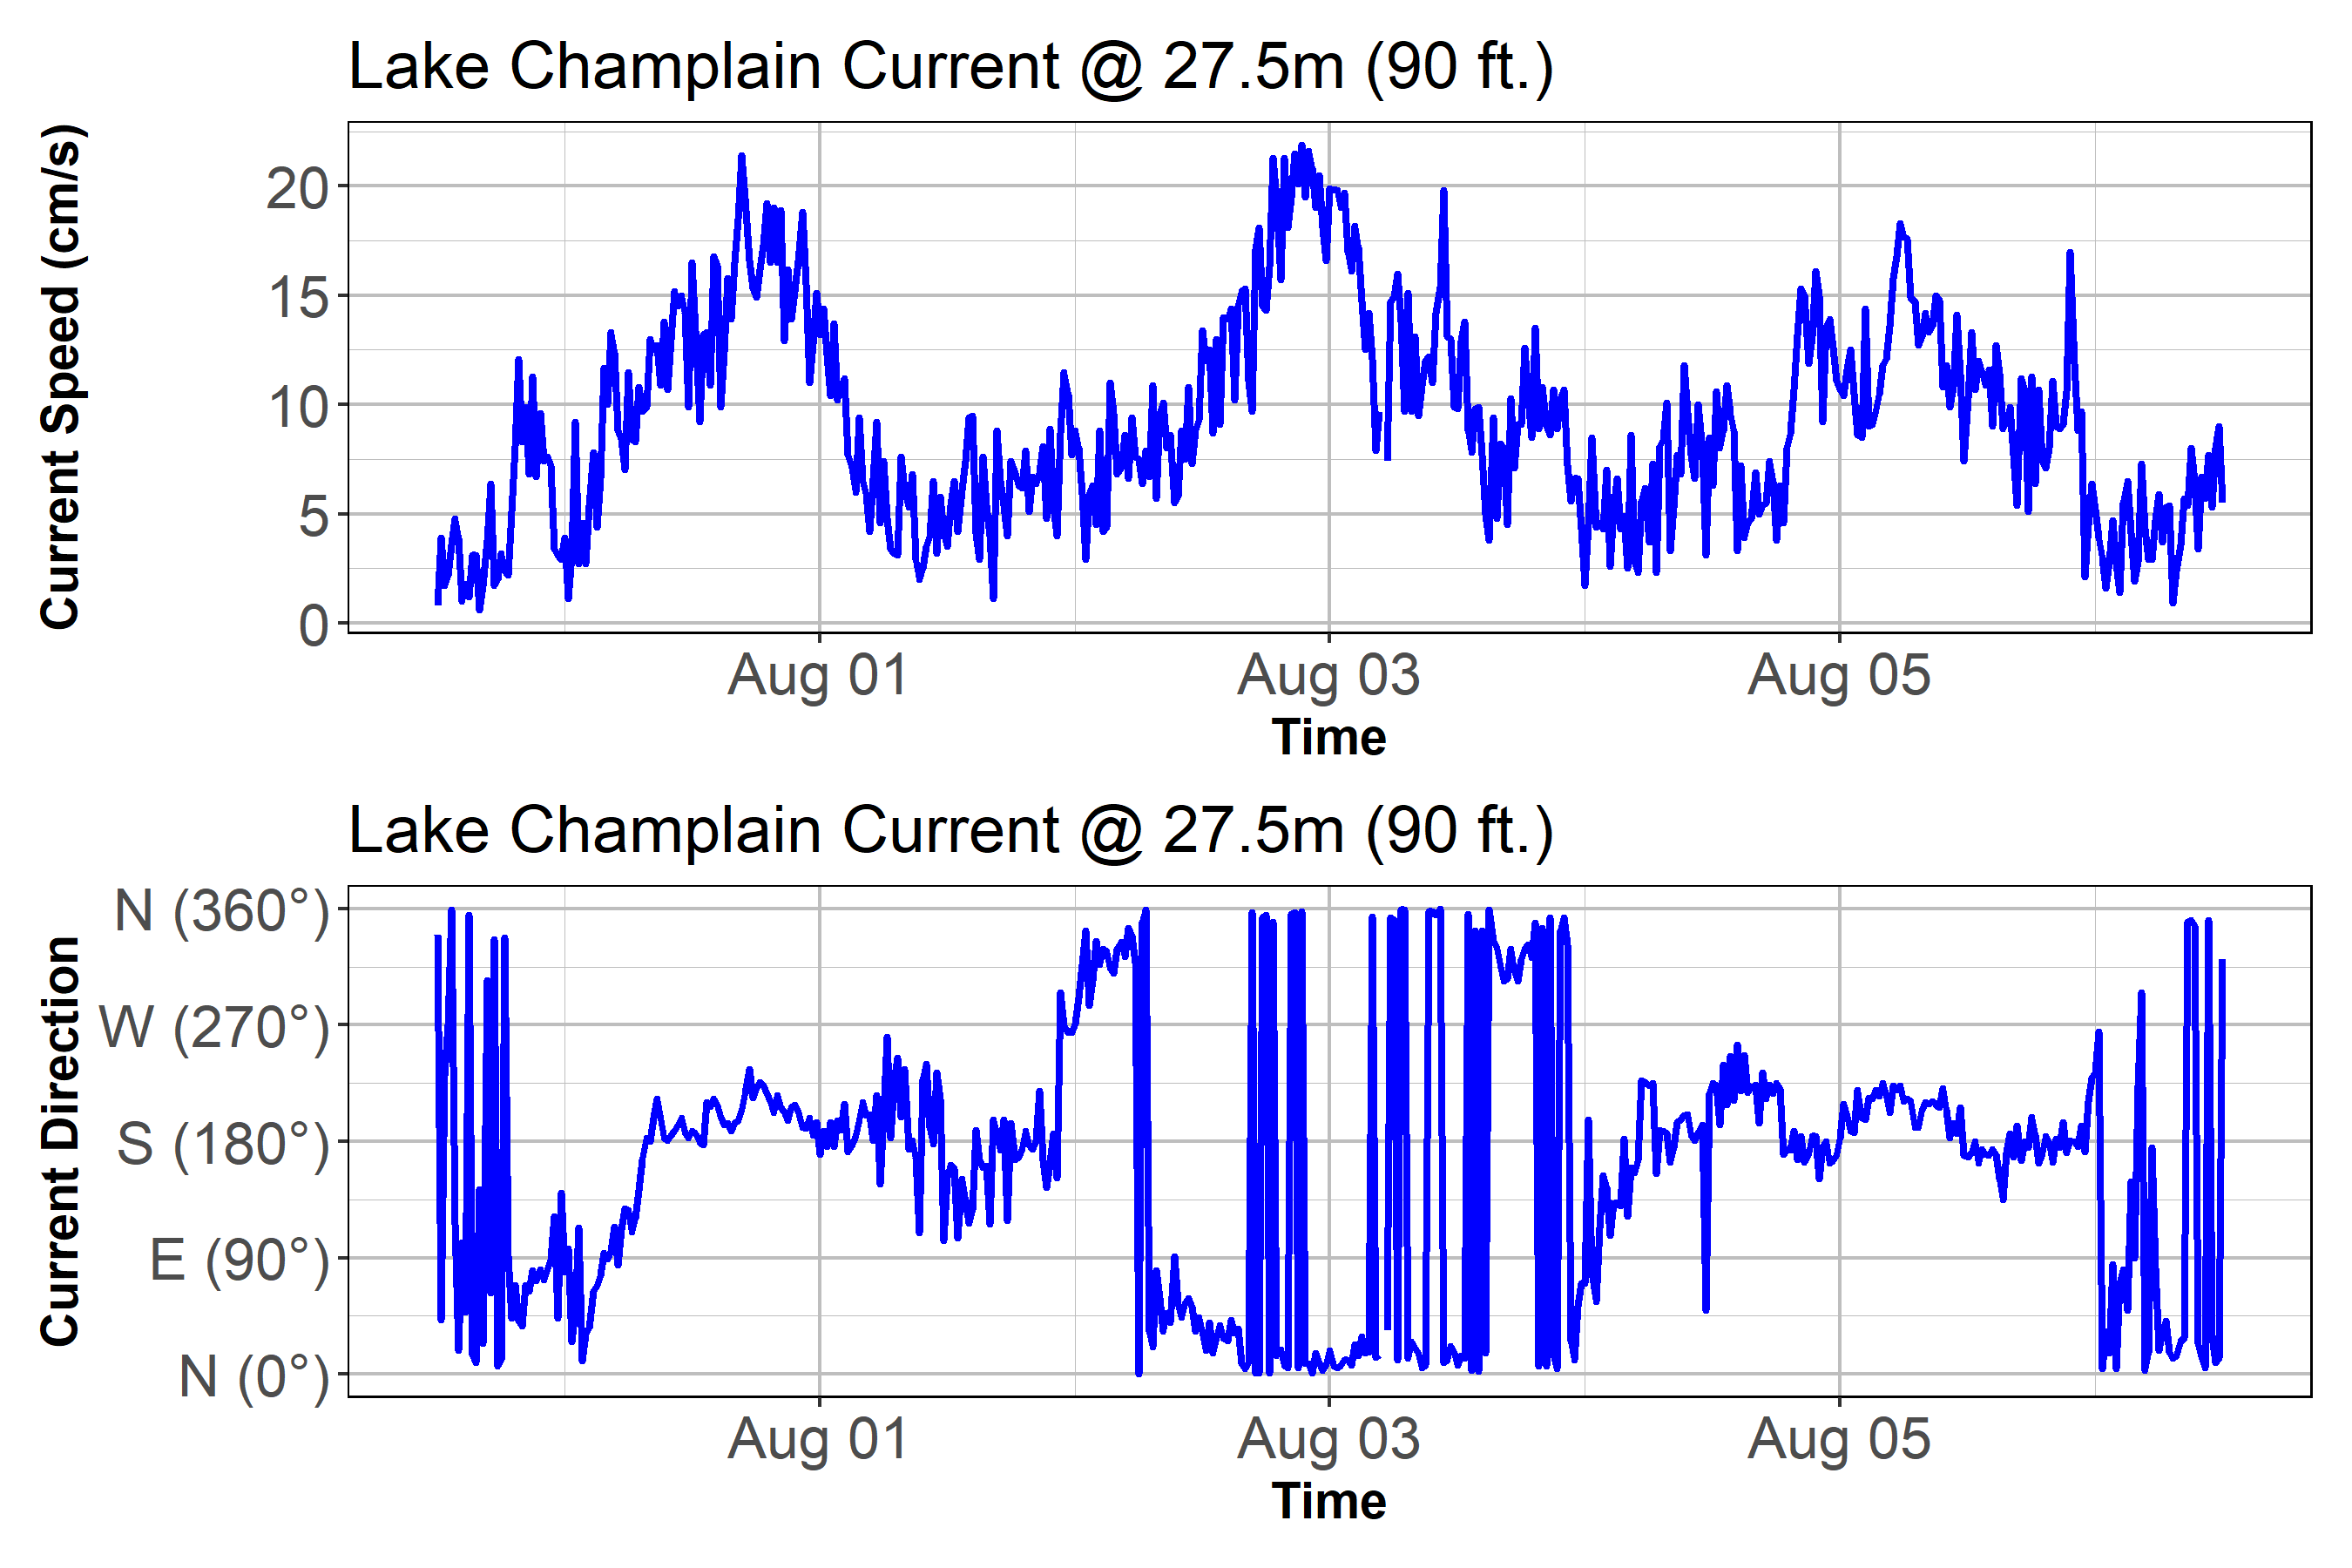 Lake Champlain Current @ 27.5m (90 ft.)
Current Speed (cm/s)
20
15
10
5
0
Aug 01 Aug 03 Aug 05
Time
Lake Champlain Current @ 27.5m (90 ft.)
Current Direction
N (360°)
W (270°)
S (180°)
E (90°)
N (0°)
Aug 01 Aug 03 Aug 05
Time